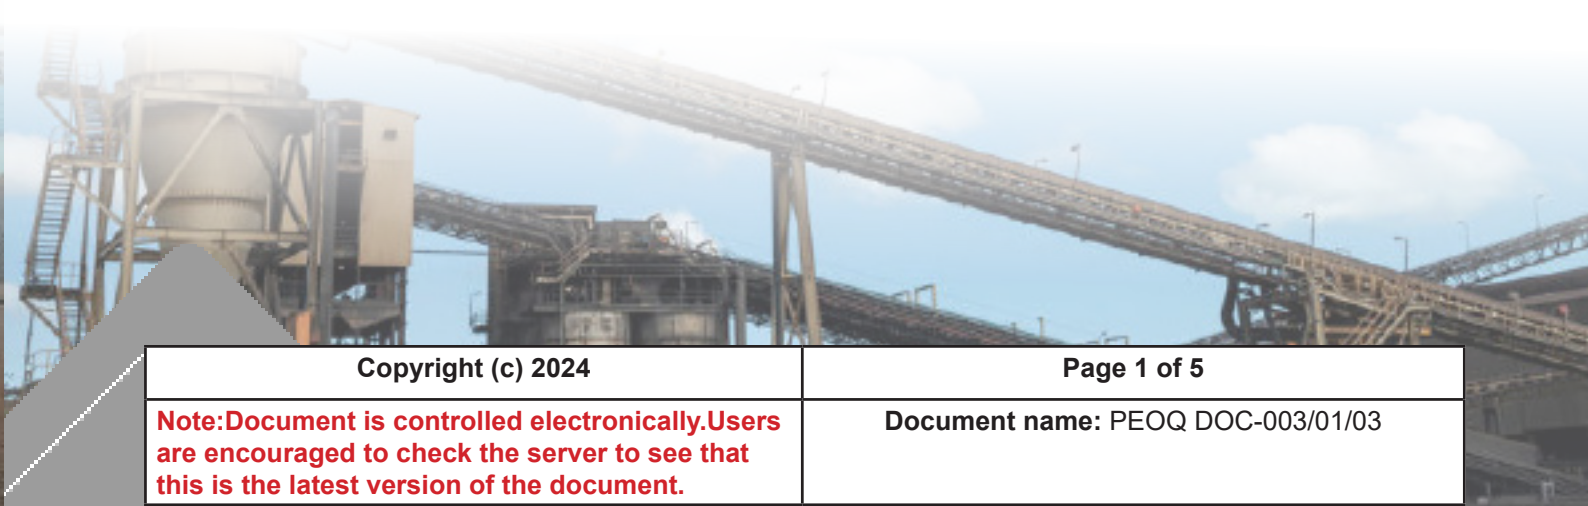 Copyright (c) 2024
Page 1 of 5
Note:Document is controlled electronically.Users
are encouraged to check the server to see that
this is the latest version of the document.
Document name: PEOQ DOC-003/01/03